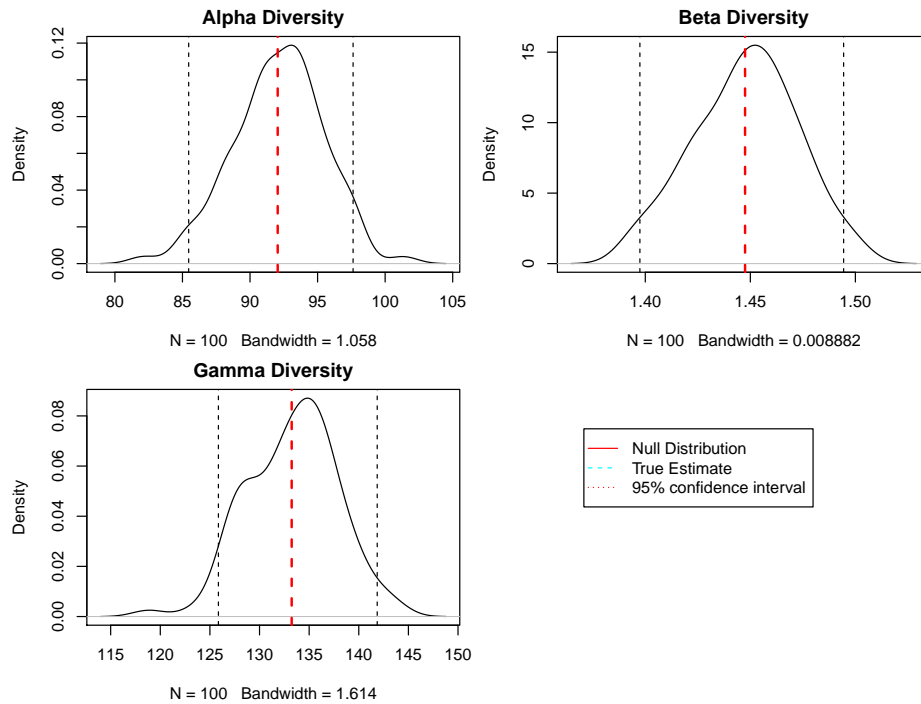 Alpha Diversity
Density
0.00
0.04
0.08
0.12
80 85 90 95 100 105
N = 100 Bandwidth = 1.058
Beta Diversity
Density
0
5
10
15
1.40 1.45 1.50
N = 100 Bandwidth = 0.008882
Gamma Diversity
Density
0.00
0.02
0.04
0.06
0.08
115 120 125 130 135 140 145 150
N = 100 Bandwidth = 1.614
Null Distribution
True Estimate
95% confidence interval